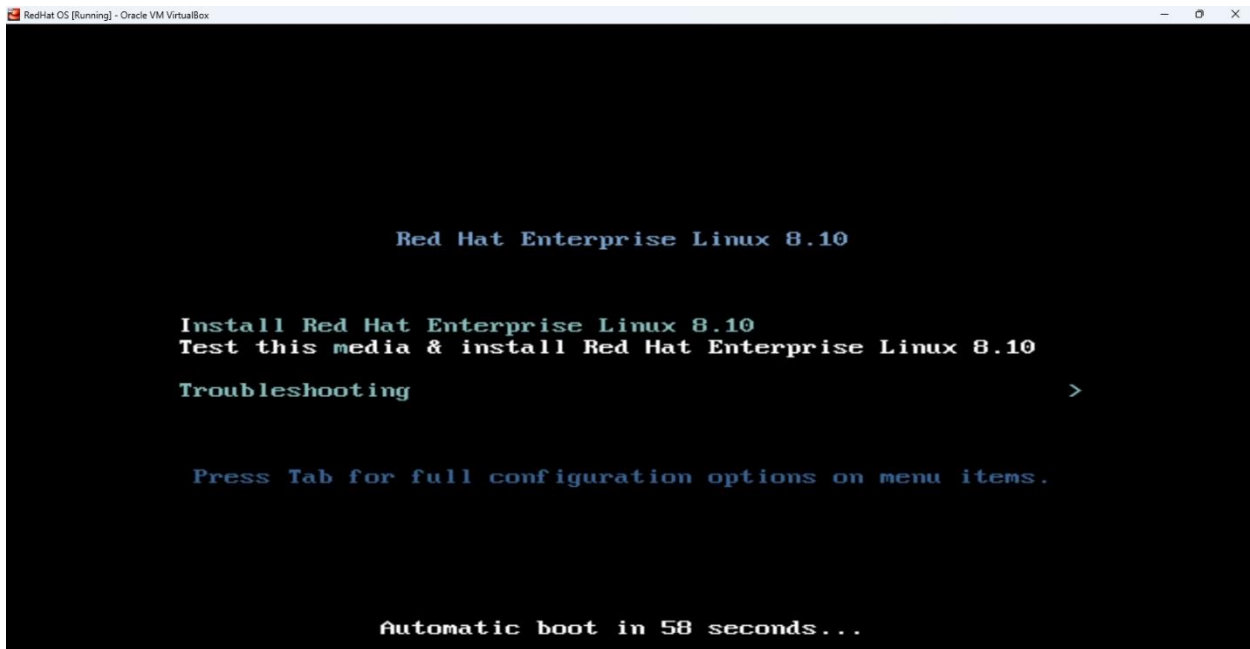 RedHat OS [Running] - Oracle VM VirtualBox
Red Hat Enterprise Linux 8.10
Install Red Hat Enterprise Linux 8.10
Test this media & install Red Hat Enterprise Linux 8.10
Troubleshooting >
Press Tab for full configuration options on menu items.
Automatic boot in 58 seconds...